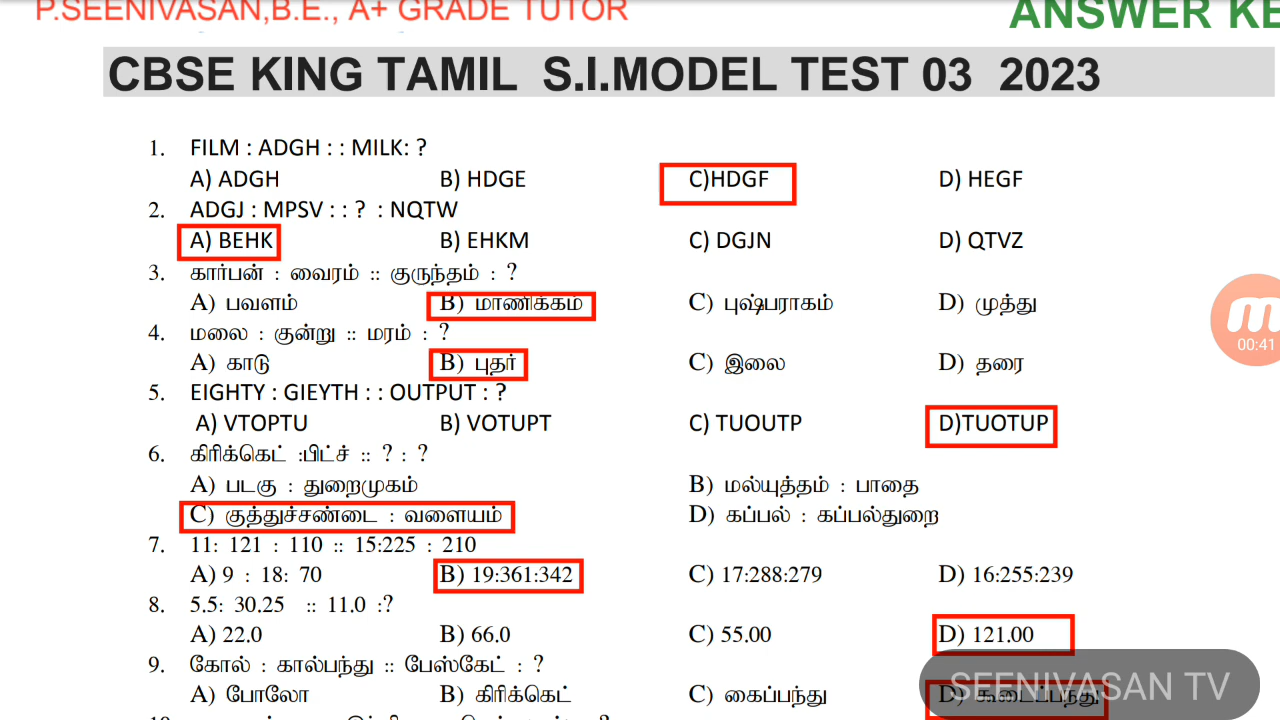 P.SEENIVASAN,B.E., A+ GRADE TUTOR
ANSWER KE
CBSE KING TAMIL S.I.MODEL TEST 03 2023
1. FILM : ADGH : : MILK: ?
A) ADGH B) HDGE C)HDGF D) HEGF
2. ADGJ : MPSV : : ? : NQTW
A) BEHK B) EHKM C) DGJN D) QTVZ
3. கார்பன் : வைரம் :: குருந்தம் : ?
A) பவளம் B) மாணிக்கம் C) புஷ்பராகம் D) முத்து
4. மலை : குன்று :: மரம் : ?
A) காடு B) புதர் C) இலை D) தரை
5. EIGHTY : GIEYTH : : OUTPUT : ?
A) VTOPTU B) VOTUPT C) TUOUTP D)TUOTUP
6. கிரிக்கெட் :பிட்ச் :: ? : ?
A) படகு : துறைமுகம் B) மல்யுத்தம் : பாதை
C) குத்துச்சண்டை : வளையம் D) கப்பல் : கப்பல்துறை
7. 11: 121 : 110 :: 15:225 : 210
A) 9 : 18: 70 B) 19:361:342 C) 17:288:279 D) 16:255:239
8. 5.5: 30.25 :: 11.0 :?
A) 22.0 B) 66.0 C) 55.00 D) 121.00
9. கோல் : கால்பந்து :: பேஸ்கேட் : ?
A) போலோ B) கிரிக்கெட் C) கைப்பந்து D) கூடைப்பந்து
00:41
SEENIVASAN TV